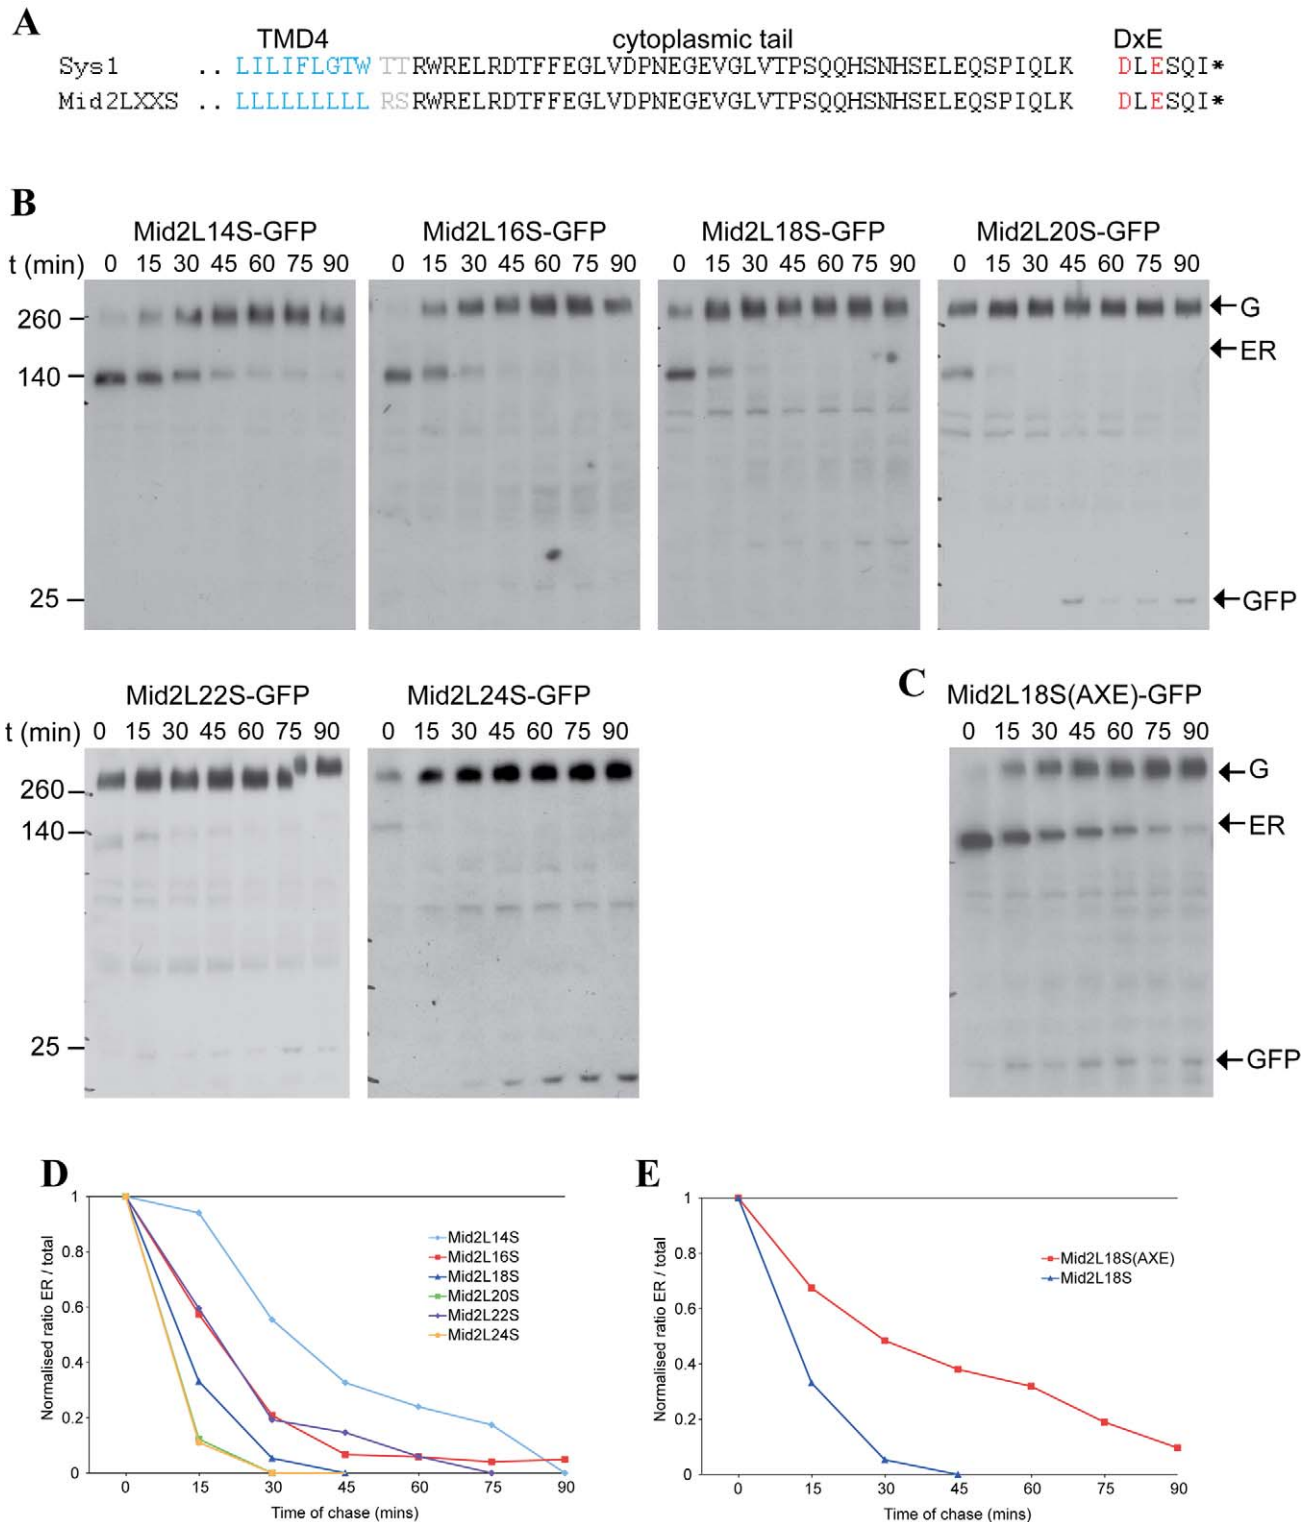 A
TMD4 cytoplasmic tail DxE
Sys1 .. LILIFLGTW TTRWRELRDTFFEGLVDPNEGEVGLVTPSQQHSNHSELEQSPIQLK DLESQI*
Mid2LXXS .. LLLLLLLLL RSRWRELRDTFFEGLVDPNEGEVGLVTPSQQHSNHSELEQSPIQLK DLESQI*
B
Mid2L14S-GFP Mid2L16S-GFP Mid2L18S-GFP Mid2L20S-GFP
t (min) 0 15 30 45 60 75 90 0 15 30 45 60 75 90 0 15 30 45 60 75 90 0 15 30 45 60 75 90
260
G
ER
140
25
GFP
C
Mid2L22S-GFP Mid2L24S-GFP Mid2L18S(AXE)-GFP
t (min) 0 15 30 45 60 75 90 0 15 30 45 60 75 90 0 15 30 45 60 75 90
G
260
ER
140
25
GFP
D
Normalised ratio ER / total
1
0.8
0.6
0.4
0.2
0
Mid2L14S
Mid2L16S
Mid2L18S
Mid2L20S
Mid2L22S
Mid2L24S
0 15 30 45 60 75 90
Time of chase (mins)
E
Normalised ratio ER / total
1
0.8
0.6
0.4
0.2
0
Mid2L18S(AXE)
Mid2L18S
0 15 30 45 60 75 90
Time of chase (mins)